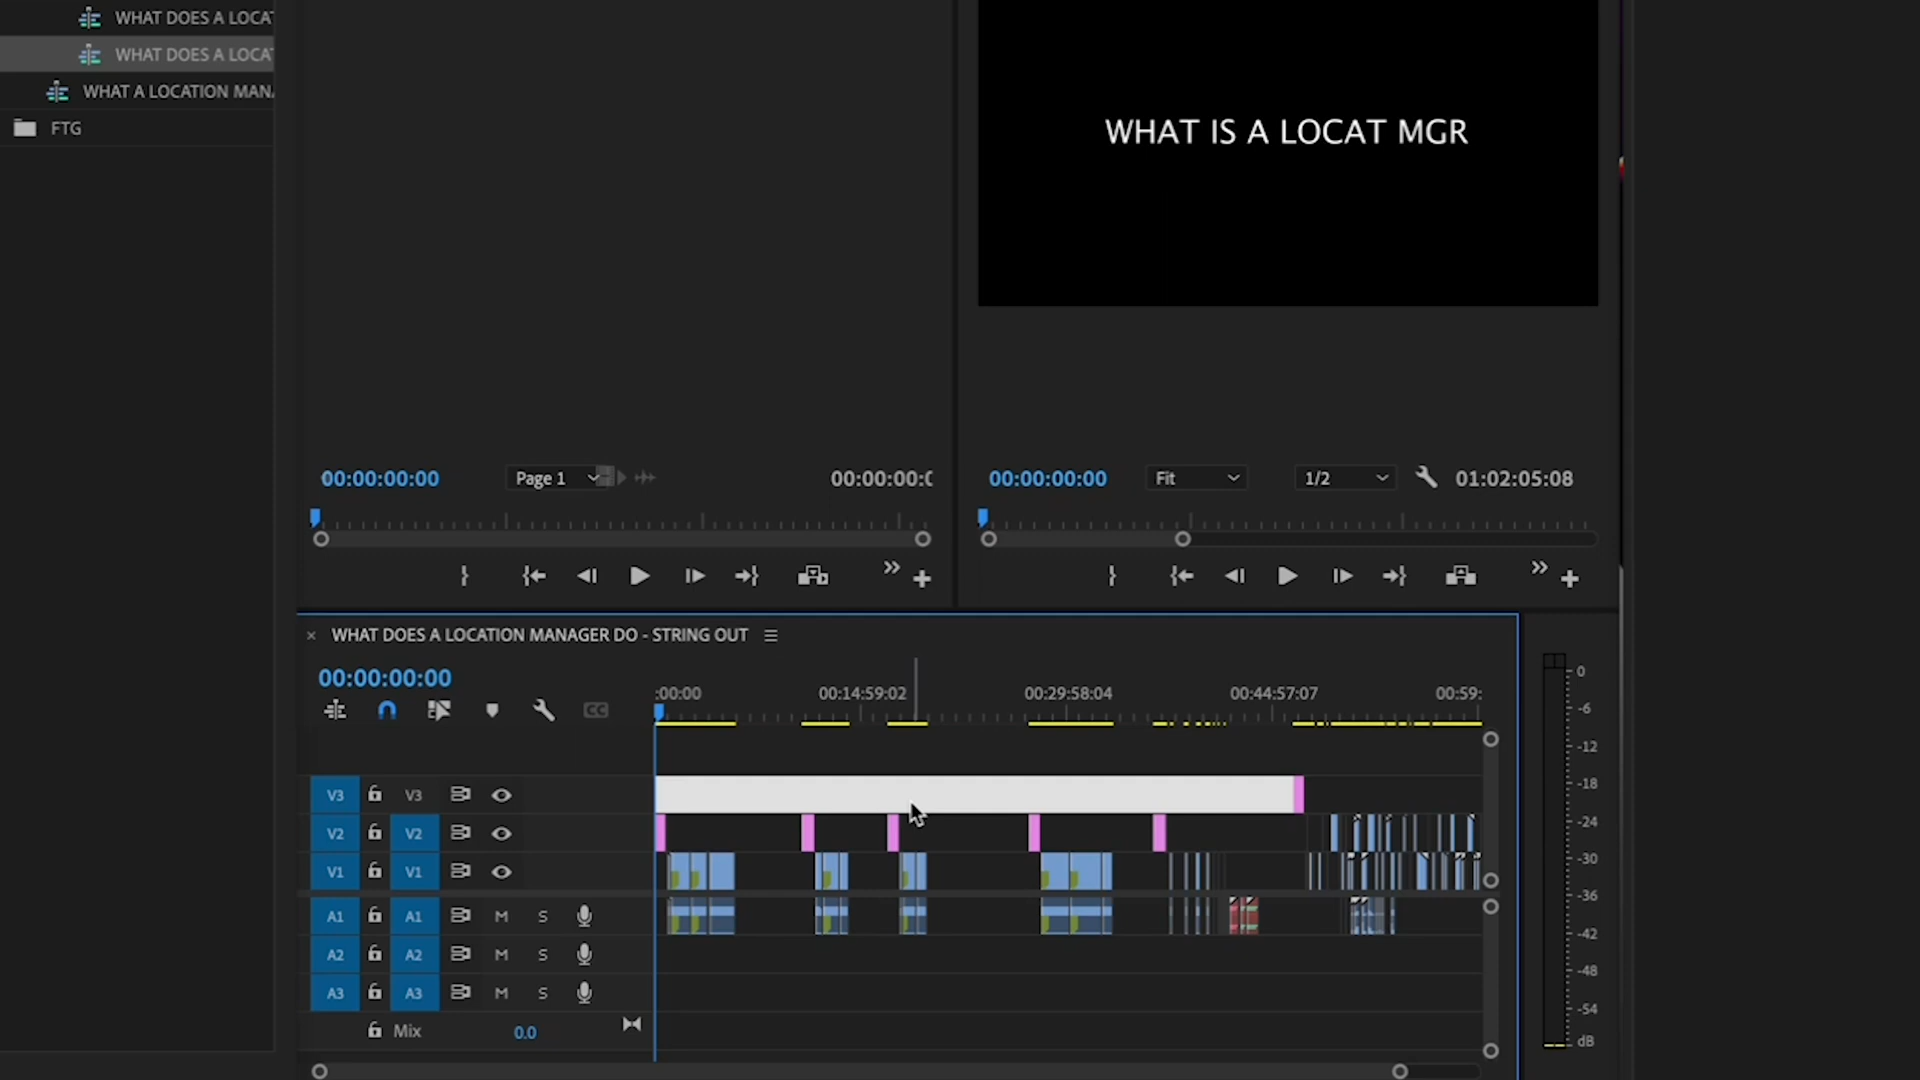 WHAT DOES A LOCAT
WHAT DOES A LOCAT
WHAT A LOCATION MANA
FTG
WHAT IS A LOCAT MGR
00:00:00:00
Page 1
00:00:00:0
00:00:00:00
Fit
1/2
01:02:05:08
WHAT DOES A LOCATION MANAGER DO - STRING OUT
00:00:00:00
:00:00
00:14:59:02
00:29:58:04
00:44:57:07
00:59:
CC
V3 V3
V2 V2
V1 V1
A1 A1 M S
A2 A2 M S
A3 A3 M S
Mix 0.0
0
-6
-12
-18
-24
-30
-36
-42
-48
-54
dB